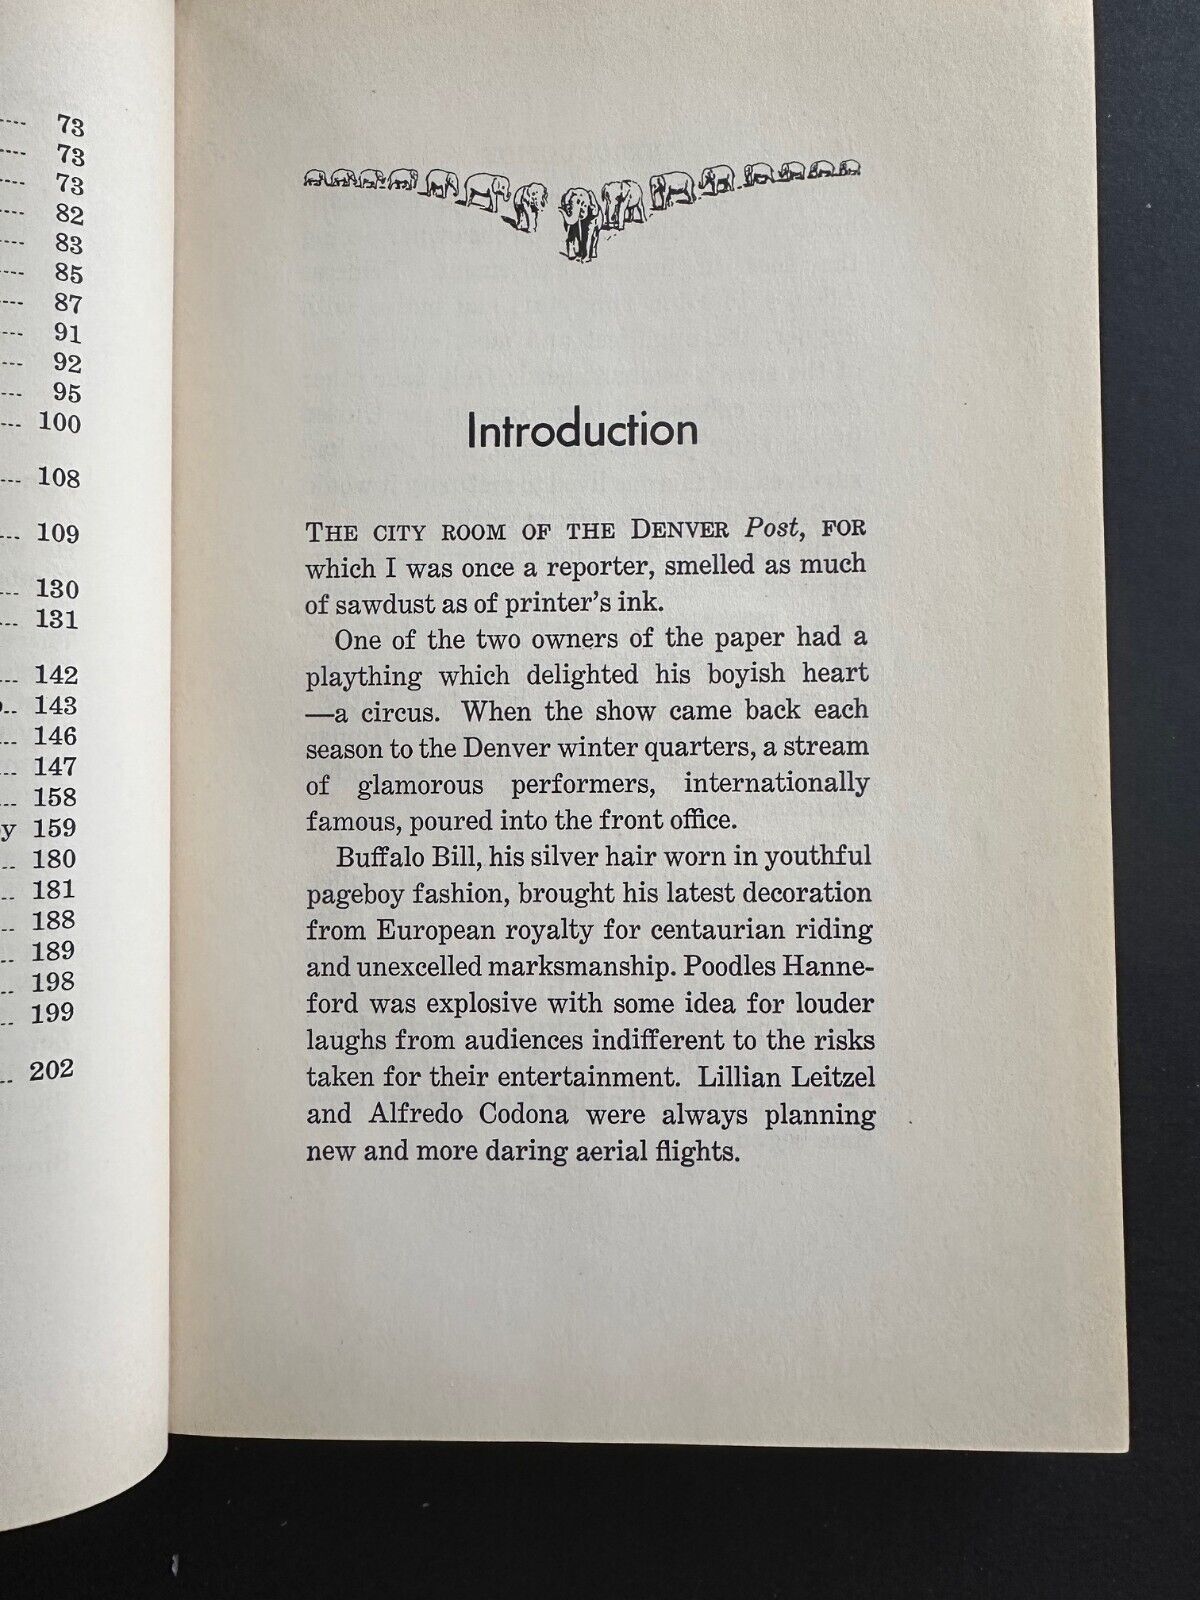 73
73
73
82
83
85
87
91
92
95
100
108
109
130
131
142
143
146
147
158
y 159
180
181
188
189
198
199
202
Introduction
THE CITY ROOM OF THE DENVER Post, FOR
which I was once a reporter, smelled as much
of sawdust as of printer's ink.
One of the two owners of the paper had a
plaything which delighted his boyish heart
—a circus. When the show came back each
season to the Denver winter quarters, a stream
of glamorous performers, internationally
famous, poured into the front office.
Buffalo Bill, his silver hair worn in youthful
pageboy fashion, brought his latest decoration
from European royalty for centaurian riding
and unexcelled marksmanship. Poodles Hanne-
ford was explosive with some idea for louder
laughs from audiences indifferent to the risks
taken for their entertainment. Lillian Leitzel
and Alfredo Codona were always planning
new and more daring aerial flights.